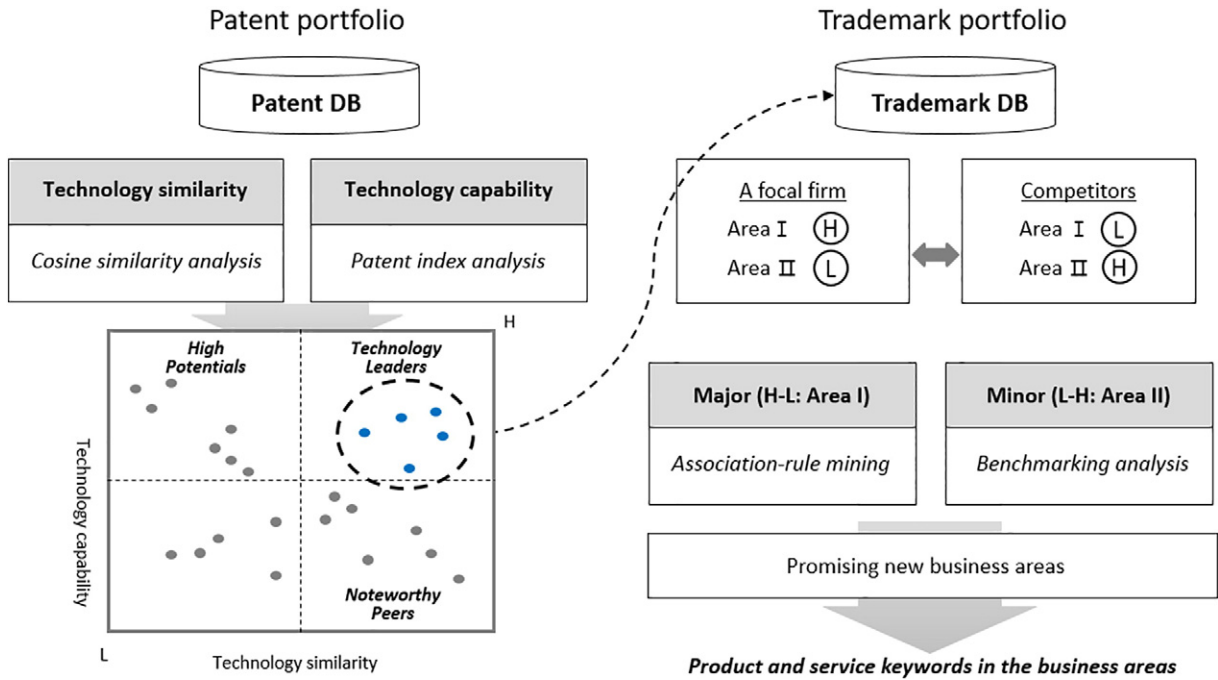 Patent portfolio
Patent DB
Technology similarity
Cosine similarity analysis
Technology capability
Patent index analysis
H
High
Potentials
Technology
Leaders
Noteworthy
Peers
Technology capability
L
Technology similarity
Trademark portfolio
Trademark DB
A focal firm
Area Ⅰ H
Area Ⅱ L
Competitors
Area Ⅰ L
Area Ⅱ H
Major (H-L: Area I)
Association-rule mining
Minor (L-H: Area II)
Benchmarking analysis
Promising new business areas
Product and service keywords in the business areas